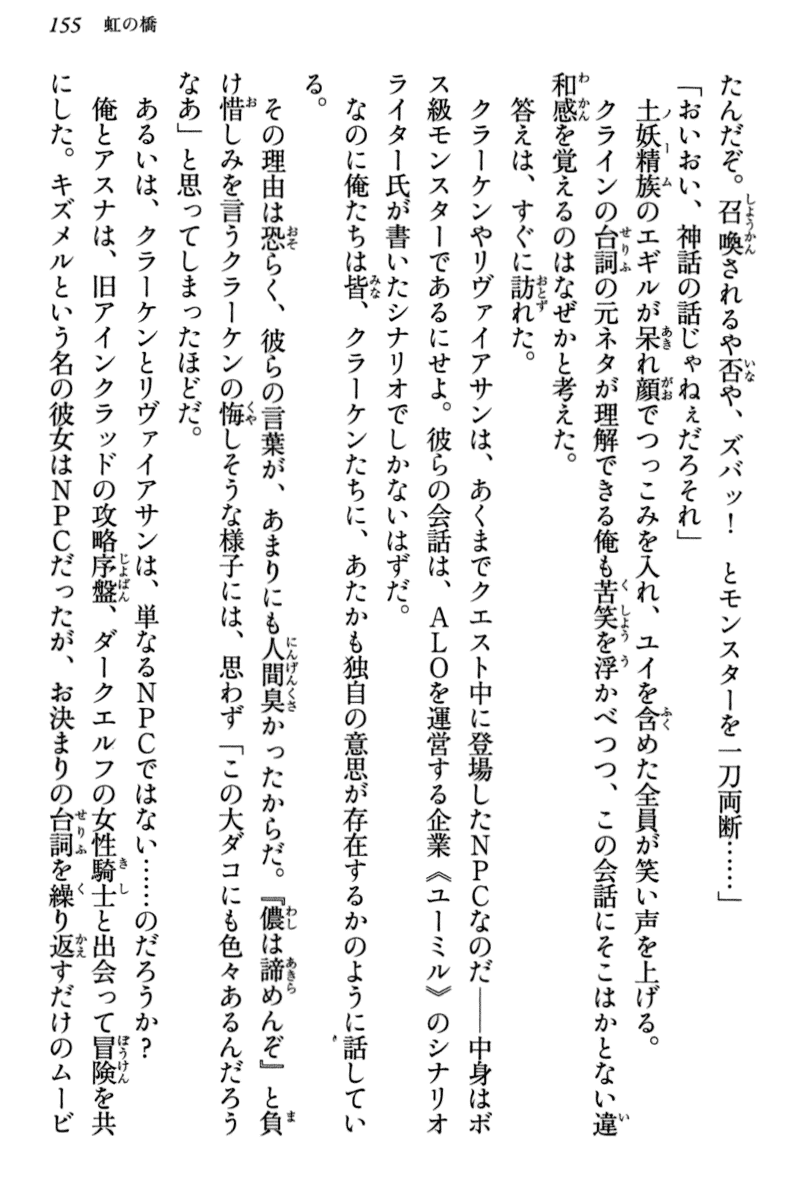 155 虹の橋
たんだぞ。召喚されるや否や、ズバッ！　とモンスターを一刀両断……」
「おいおい、神話の話じゃねぇだろそれ」
土妖精族のエギルが呆れ顔でつっこみを入れ、ユイを含めた全員が笑い声を上げる。
クラインの台詞の元ネタが理解できる俺も苦笑を浮かべつつ、この会話にそこはかとない違
和感を覚えるのはなぜかと考えた。
答えは、すぐに訪れた。
クラーケンやリヴァイアサンは、あくまでクエスト中に登場したＮＰＣなのだ――中身はボ
ス級モンスターであるにせよ。彼らの会話は、ＡＬＯを運営する企業《ユーミル》のシナリオ
ライター氏が書いたシナリオでしかないはずだ。
なのに俺たちは皆、クラーケンたちに、あたかも独自の意思が存在するかのように話してい
る。
その理由は恐らく、彼らの言葉が、あまりにも人間臭かったからだ。『儂は諦めんぞ』と負
け惜しみを言うクラーケンの悔しそうな様子には、思わず「この大ダコにも色々あるんだろう
なあ」と思ってしまったほどだ。
あるいは、クラーケンとリヴァイアサンは、単なるＮＰＣではない……のだろうか？
俺とアスナは、旧アインクラッドの攻略序盤、ダークエルフの女性騎士と出会って冒険を共
にした。キズメルという名の彼女はＮＰＣだったが、お決まりの台詞を繰り返すだけのムービ